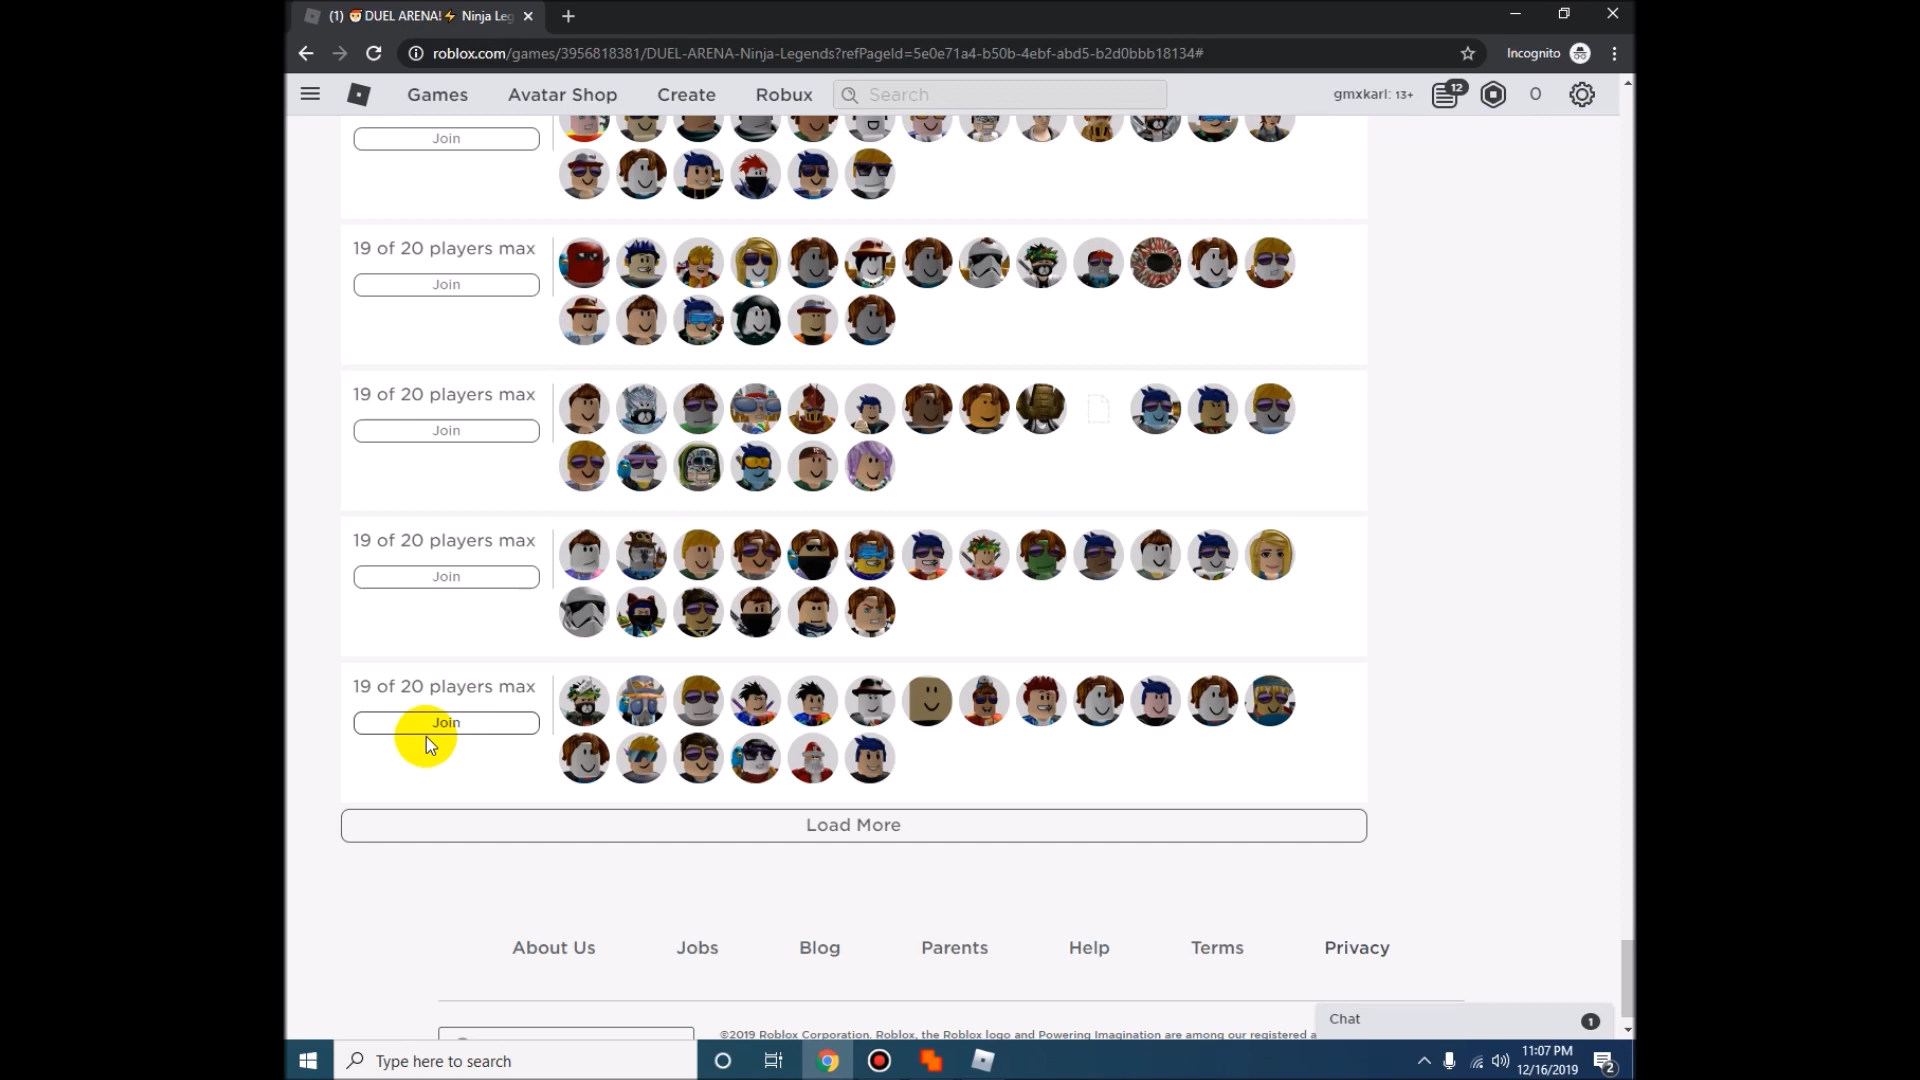 (1) 🎅DUEL ARENA!⚡ Ninja Leg
roblox.com/games/3956818381/DUEL-ARENA-Ninja-Legends?refPageId=5e0e71a4-b50b-4ebf-abd5-b2d0bbb18134#
Incognito
Games
Avatar Shop
Create
Robux
Search
gmxkarl: 13+
12
0
Join
19 of 20 players max
Join
19 of 20 players max
Join
19 of 20 players max
Join
19 of 20 players max
Join
Load More
About Us
Jobs
Blog
Parents
Help
Terms
Privacy
©2019 Roblox Corporation. Roblox, the Roblox logo and Powering Imagination are among our registered a
Chat
1
Type here to search
11:07 PM
12/16/2019
2